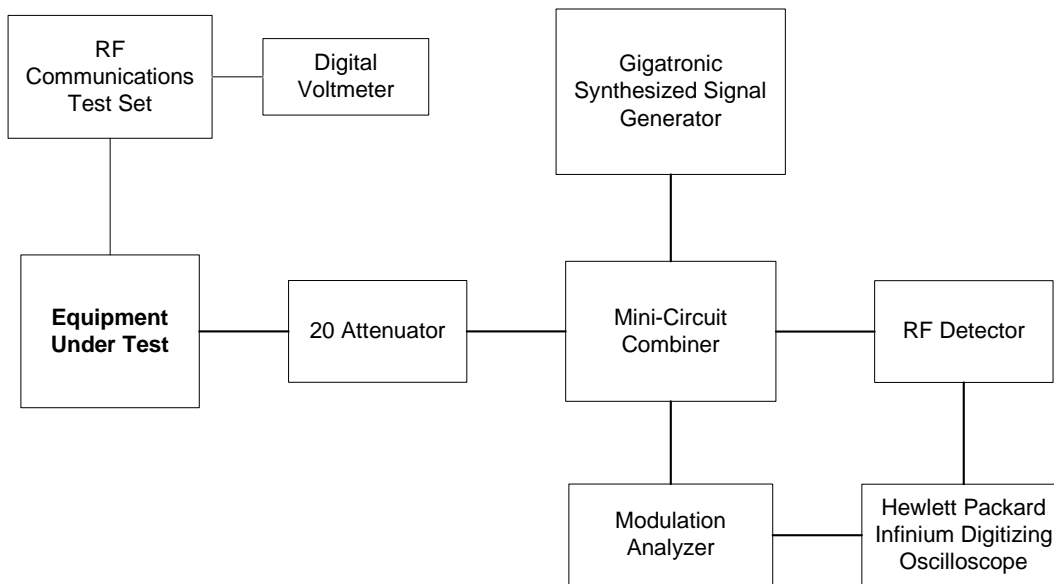 RF
Communications
Test Set
Digital
Voltmeter
Gigatronic
Synthesized Signal
Generator
Equipment
Under Test
20 Attenuator
Mini-Circuit
Combiner
RF Detector
Modulation
Analyzer
Hewlett Packard
Infinium Digitizing
Oscilloscope